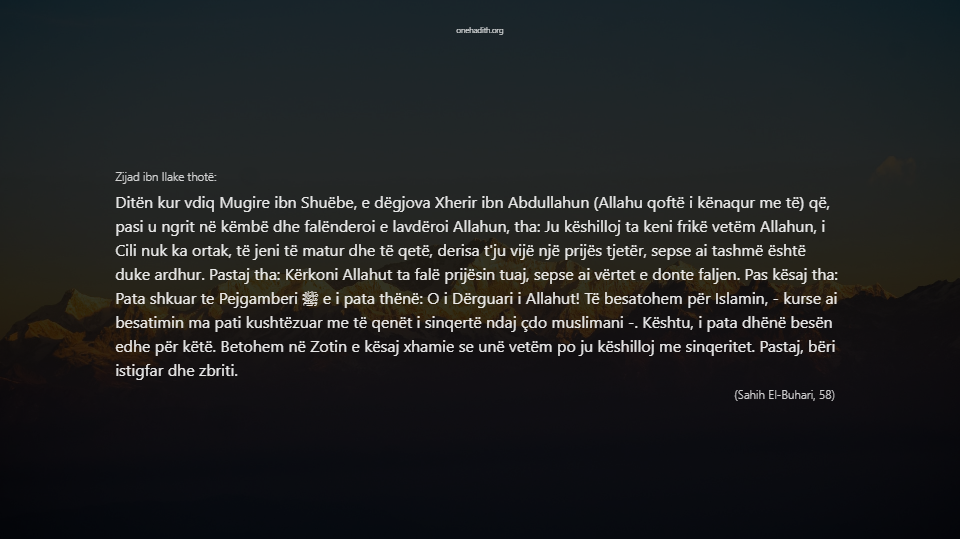 onehadith.org
Zijad ibn Ilake thotë:
Ditën kur vdiq Mugire ibn Shuëbe, e dëgjova Xherir ibn Abdullahun (Allahu qoftë i kënaqur me të) që,
pasi u ngrit në këmbë dhe falënderoi e lavdëroi Allahun, tha: Ju këshilloj ta keni frikë vetëm Allahun, i
Cili nuk ka ortak, të jeni të matur dhe të qetë, derisa t'ju vijë një prijës tjetër, sepse ai tashmë është
duke ardhur. Pastaj tha: Kërkoni Allahut ta falë prijësin tuaj, sepse ai vërtet e donte faljen. Pas kësaj tha:
Pata shkuar te Pejgamberi ﷺ e i pata thënë: O i Dërguari i Allahut! Të besatohem për Islamin, - kurse ai
besatimin ma pati kushtëzuar me të qenët i sinqertë ndaj çdo muslimani -. Kështu, i pata dhënë besën
edhe për këtë. Betohem në Zotin e kësaj xhamie se unë vetëm po ju këshilloj me sinqeritet. Pastaj, bëri
istigfar dhe zbriti.
(Sahih El-Buhari, 58)